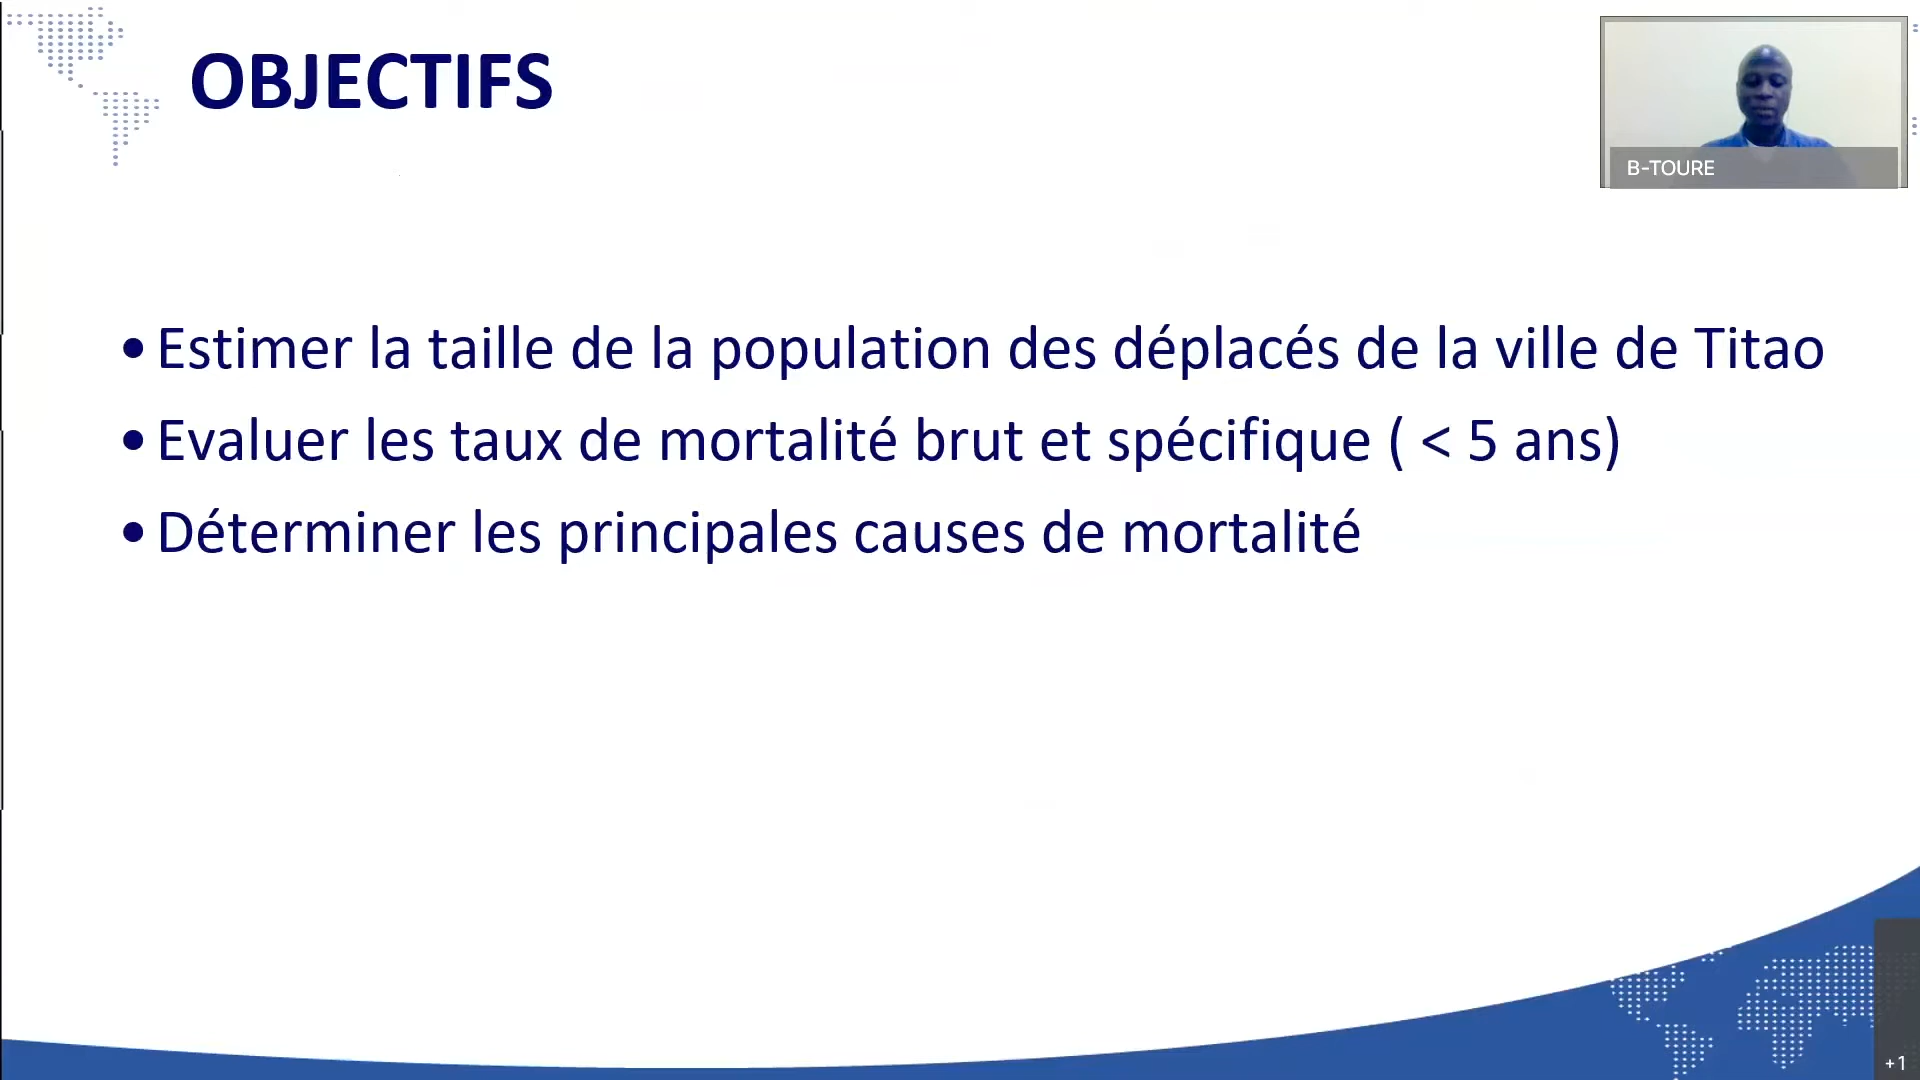 OBJECTIFS
B-TOURE
• Estimer la taille de la population des déplacés de la ville de Titao
• Evaluer les taux de mortalité brut et spécifique ( < 5 ans)
• Déterminer les principales causes de mortalité
+1